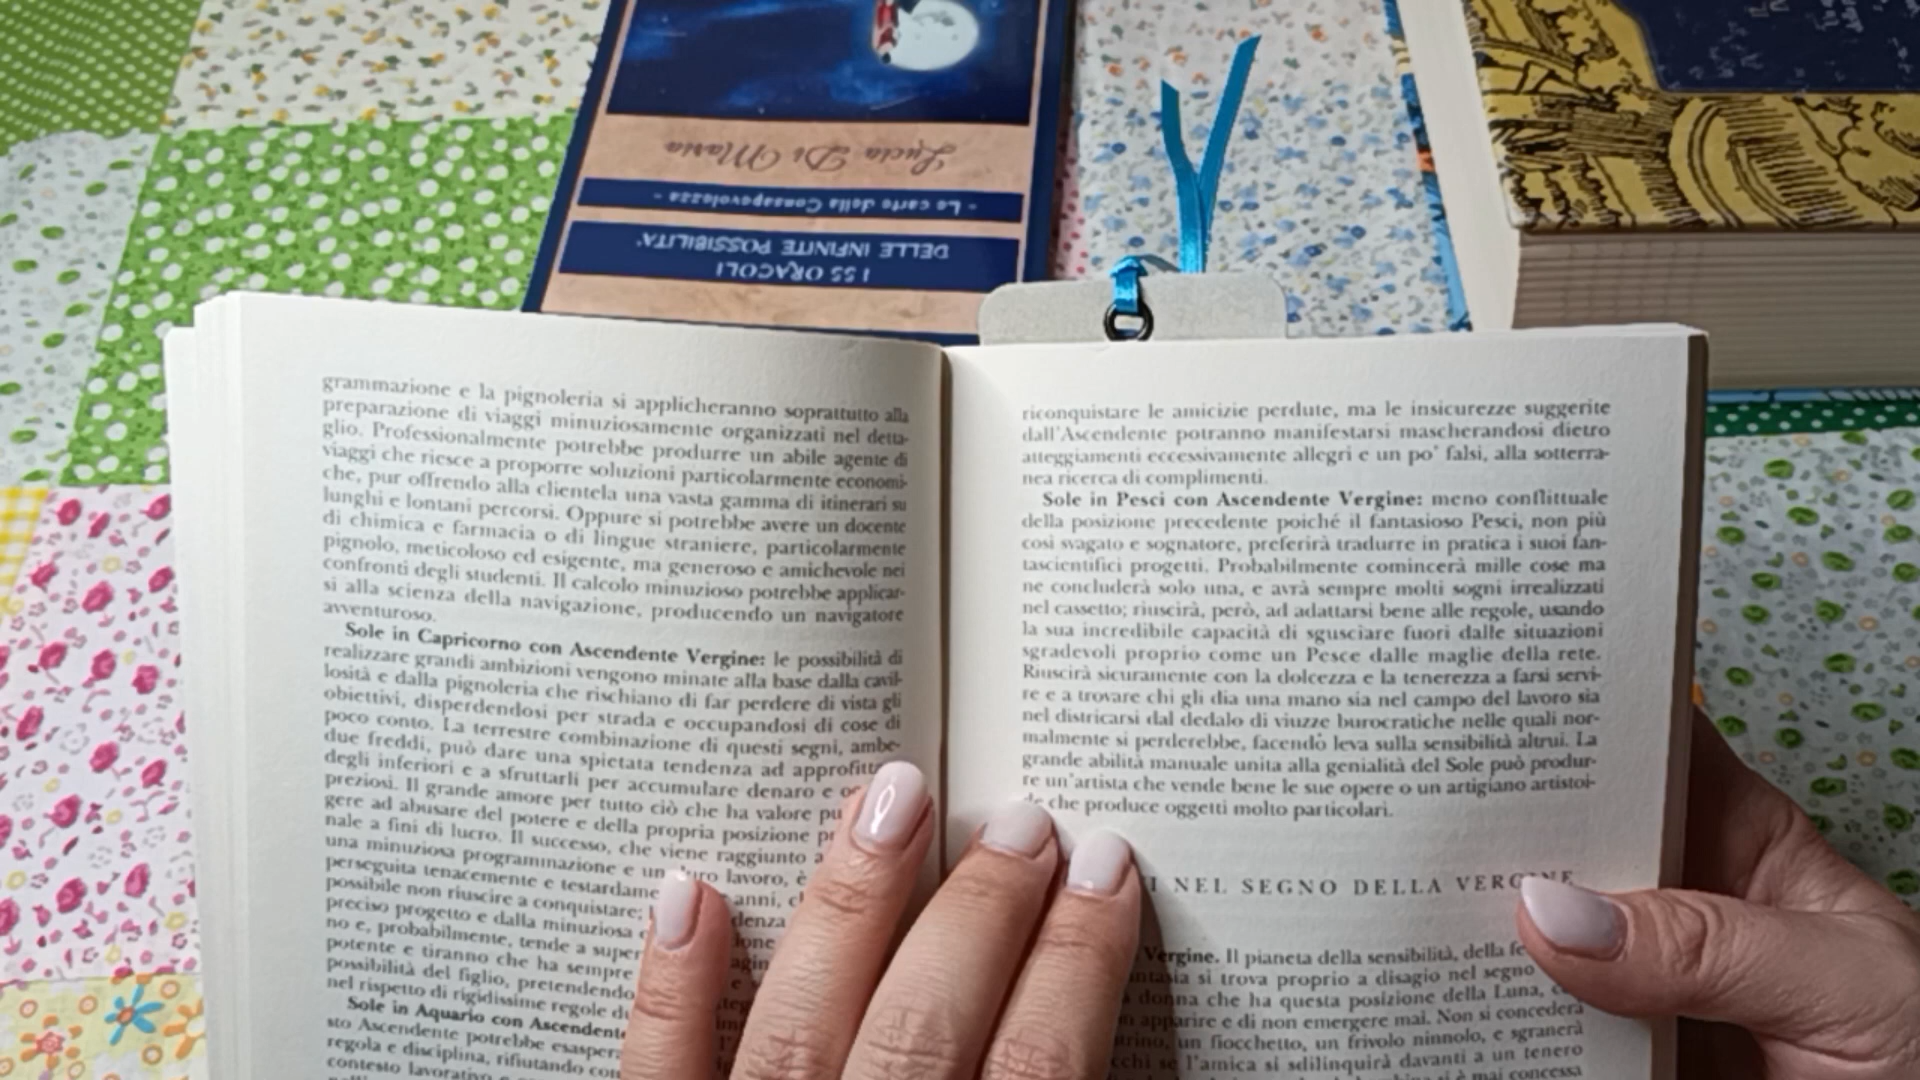 Lucia Di Maria
- Le carte della Consapevolezza -
I 55 ORACOLI
DELLE INFINITE POSSIBILITA'
grammazione e la pignoleria si applicheranno soprattutto alla
preparazione di viaggi minuziosamente organizzati nel detta-
glio. Professionalmente potrebbe produrre un abile agente di
viaggi che riesce a proporre soluzioni particolarmente economi-
che, pur offrendo alla clientela una vasta gamma di itinerari su
lunghi e lontani percorsi. Oppure si potrebbe avere un docente
di chimica e farmacia o di lingue straniere, particolarmente
pignolo, meticoloso ed esigente, ma generoso e amichevole nei
confronti degli studenti. Il calcolo minuzioso potrebbe applicar-
si alla scienza della navigazione, producendo un navigatore
avventuroso.
Sole in Capricorno con Ascendente Vergine: le possibilità di
realizzare grandi ambizioni vengono minate alla base dalla cavil-
losità e dalla pignoleria che rischiano di far perdere di vista gli
obiettivi, disperdendosi per strada e occupandosi di cose di
poco conto. La terrestre combinazione di questi segni, ambe-
due freddi, può dare una spietata tendenza ad approfitta
degli inferiori e a sfruttarli per accumulare denaro e og
preziosi. Il grande amore per tutto ciò che ha valore pu
gere ad abusare del potere e della propria posizione
nale a fini di lucro. Il successo, che viene raggiunto a
una minuziosa programmazione e un duro lavoro, è
perseguita tenacemente e testardame anni,
possibile non riuscire a conquistare; denza
preciso progetto e dalla minuziosa
no e, probabilmente, tende a super
potente e tiranno che ha sempre
possibilità del figlio, pretendendo
nel rispetto di rigidissime regole
Sole in Aquario con Ascendente
sto Ascendente potrebbe esaspera
regola e disciplina, rifiutando con
contesto lavorativo
riconquistare le amicizie perdute, ma le insicurezze suggerite
dall'Ascendente potranno manifestarsi mascherandosi dietro
atteggiamenti eccessivamente allegri e un po' falsi, alla sotterra-
nea ricerca di complimenti.
Sole in Pesci con Ascendente Vergine: meno conflittuale
della posizione precedente poiché il fantasioso Pesci, non più
così svagato e sognatore, preferirà tradurre in pratica i suoi fan-
tascientifici progetti. Probabilmente comincerà mille cose ma
ne concluderà solo una, e avrà sempre molti sogni irrealizzati
nel cassetto; riuscirà, però, ad adattarsi bene alle regole, usando
la sua incredibile capacità di sgusciare fuori dalle situazioni
sgradevoli proprio come un Pesce dalle maglie della rete.
Riuscirà sicuramente con la dolcezza e la tenerezza a farsi servi-
re e a trovare chi gli dia una mano sia nel campo del lavoro sia
nel districarsi dal dedalo di viuzze burocratiche nelle quali nor-
malmente si perderebbe, facendo leva sulla sensibilità altrui. La
grande abilità manuale unita alla genialità del Sole può produr-
re un'artista che vende bene le sue opere o un artigiano artistoi-
de che produce oggetti molto particolari.
I NEL SEGNO DELLA VERGINE
Vergine. Il pianeta della sensibilità, della
si trova proprio a disagio nel segno
donna che ha questa posizione della Luna,
apparire e di non emergere mai. Non si concederà
un fiocchetto, un frivolo ninnolo, e sgranerà
se l'amica si sdilinquirà davanti a un tenero
è mai concessa